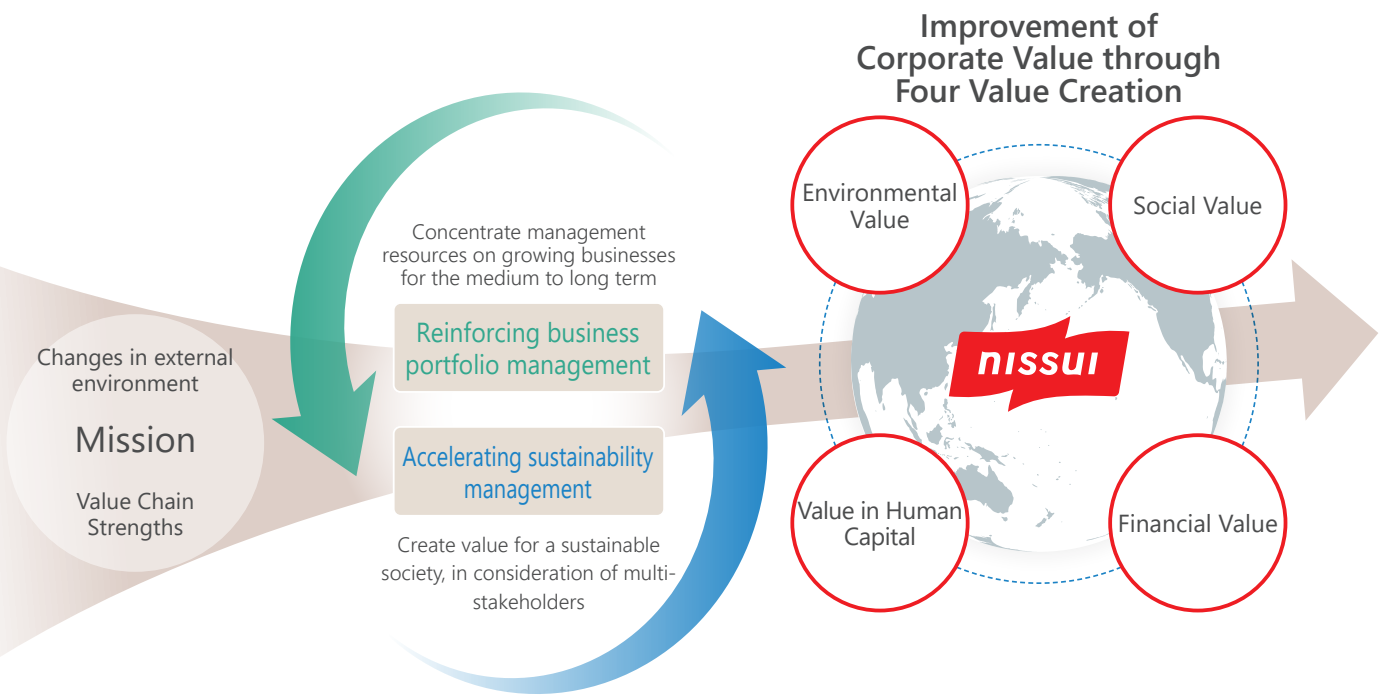 Improvement of
Corporate Value through
Four Value Creation
Changes in external
environment
Mission
Value Chain
Strengths
Concentrate management
resources on growing businesses
for the medium to long term
Reinforcing business
portfolio management
Accelerating sustainability
management
Create value for a sustainable
society, in consideration of multi-
stakeholders
Environmental
Value
Social Value
nissui
Value in Human
Capital
Financial Value